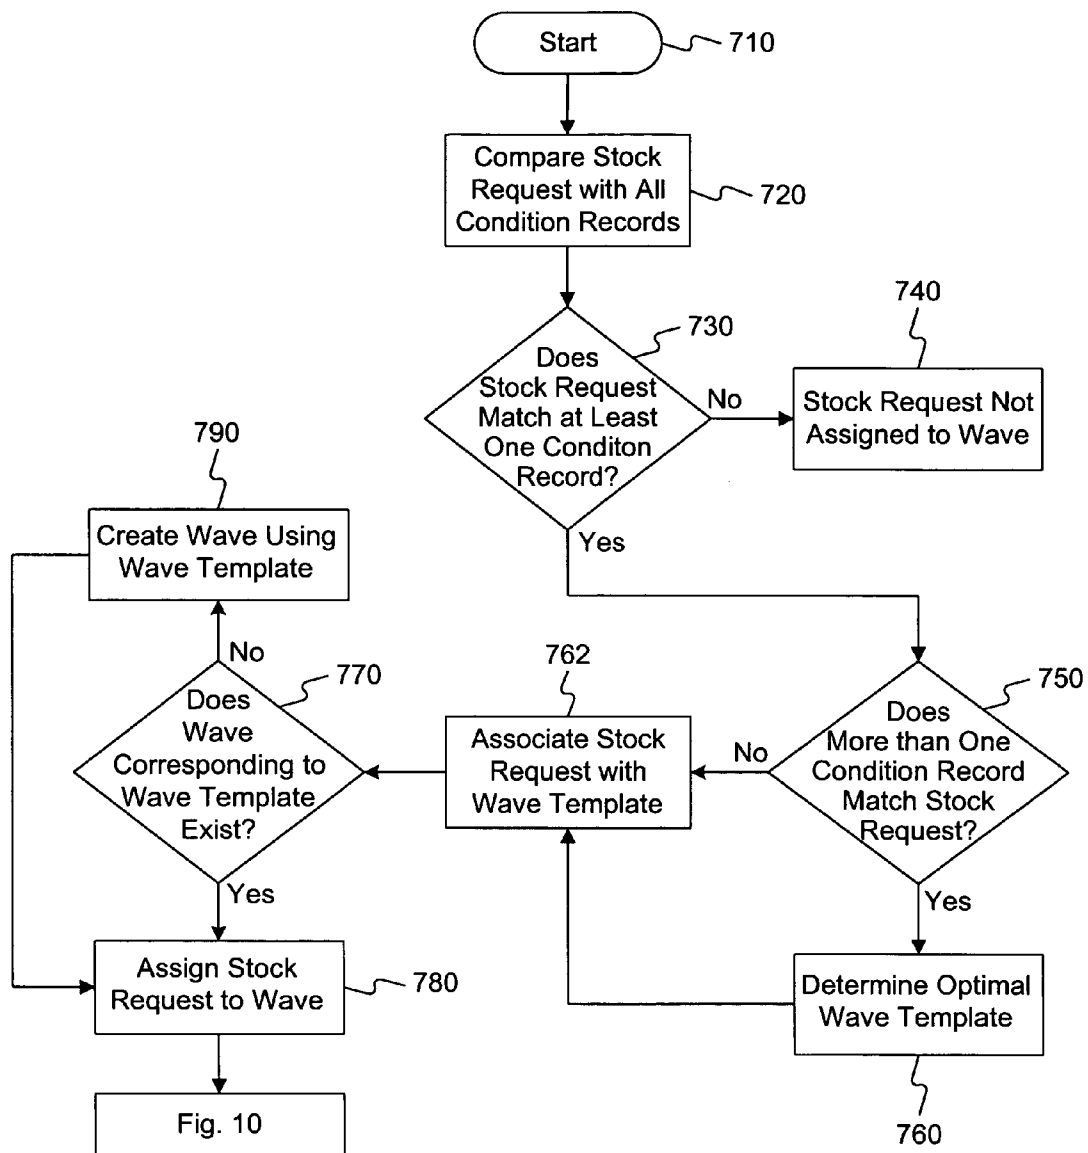 Start
710
Compare Stock
Request with All
Condition Records
720
730
Does
Stock Request
Match at Least
One Conditon
Record?
No
740
Stock Request Not
Assigned to Wave
Yes
750
Does
More than One
Condition Record
Match Stock
Request?
No
Yes
Determine Optimal
Wave Template
760
762
Associate Stock
Request with
Wave Template
770
Does
Wave
Corresponding to
Wave Template
Exist?
No
790
Create Wave Using
Wave Template
Yes
Assign Stock
Request to Wave
780
Fig. 10